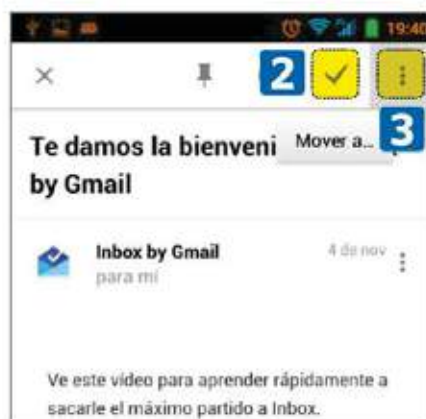 19:40
2
Mover a...
3
Te damos la bienveni
by Gmail
Inbox by Gmail
4 de nov
para mí
Ve este vídeo para aprender rápidamente a
sacarle el máximo partido a Inbox.